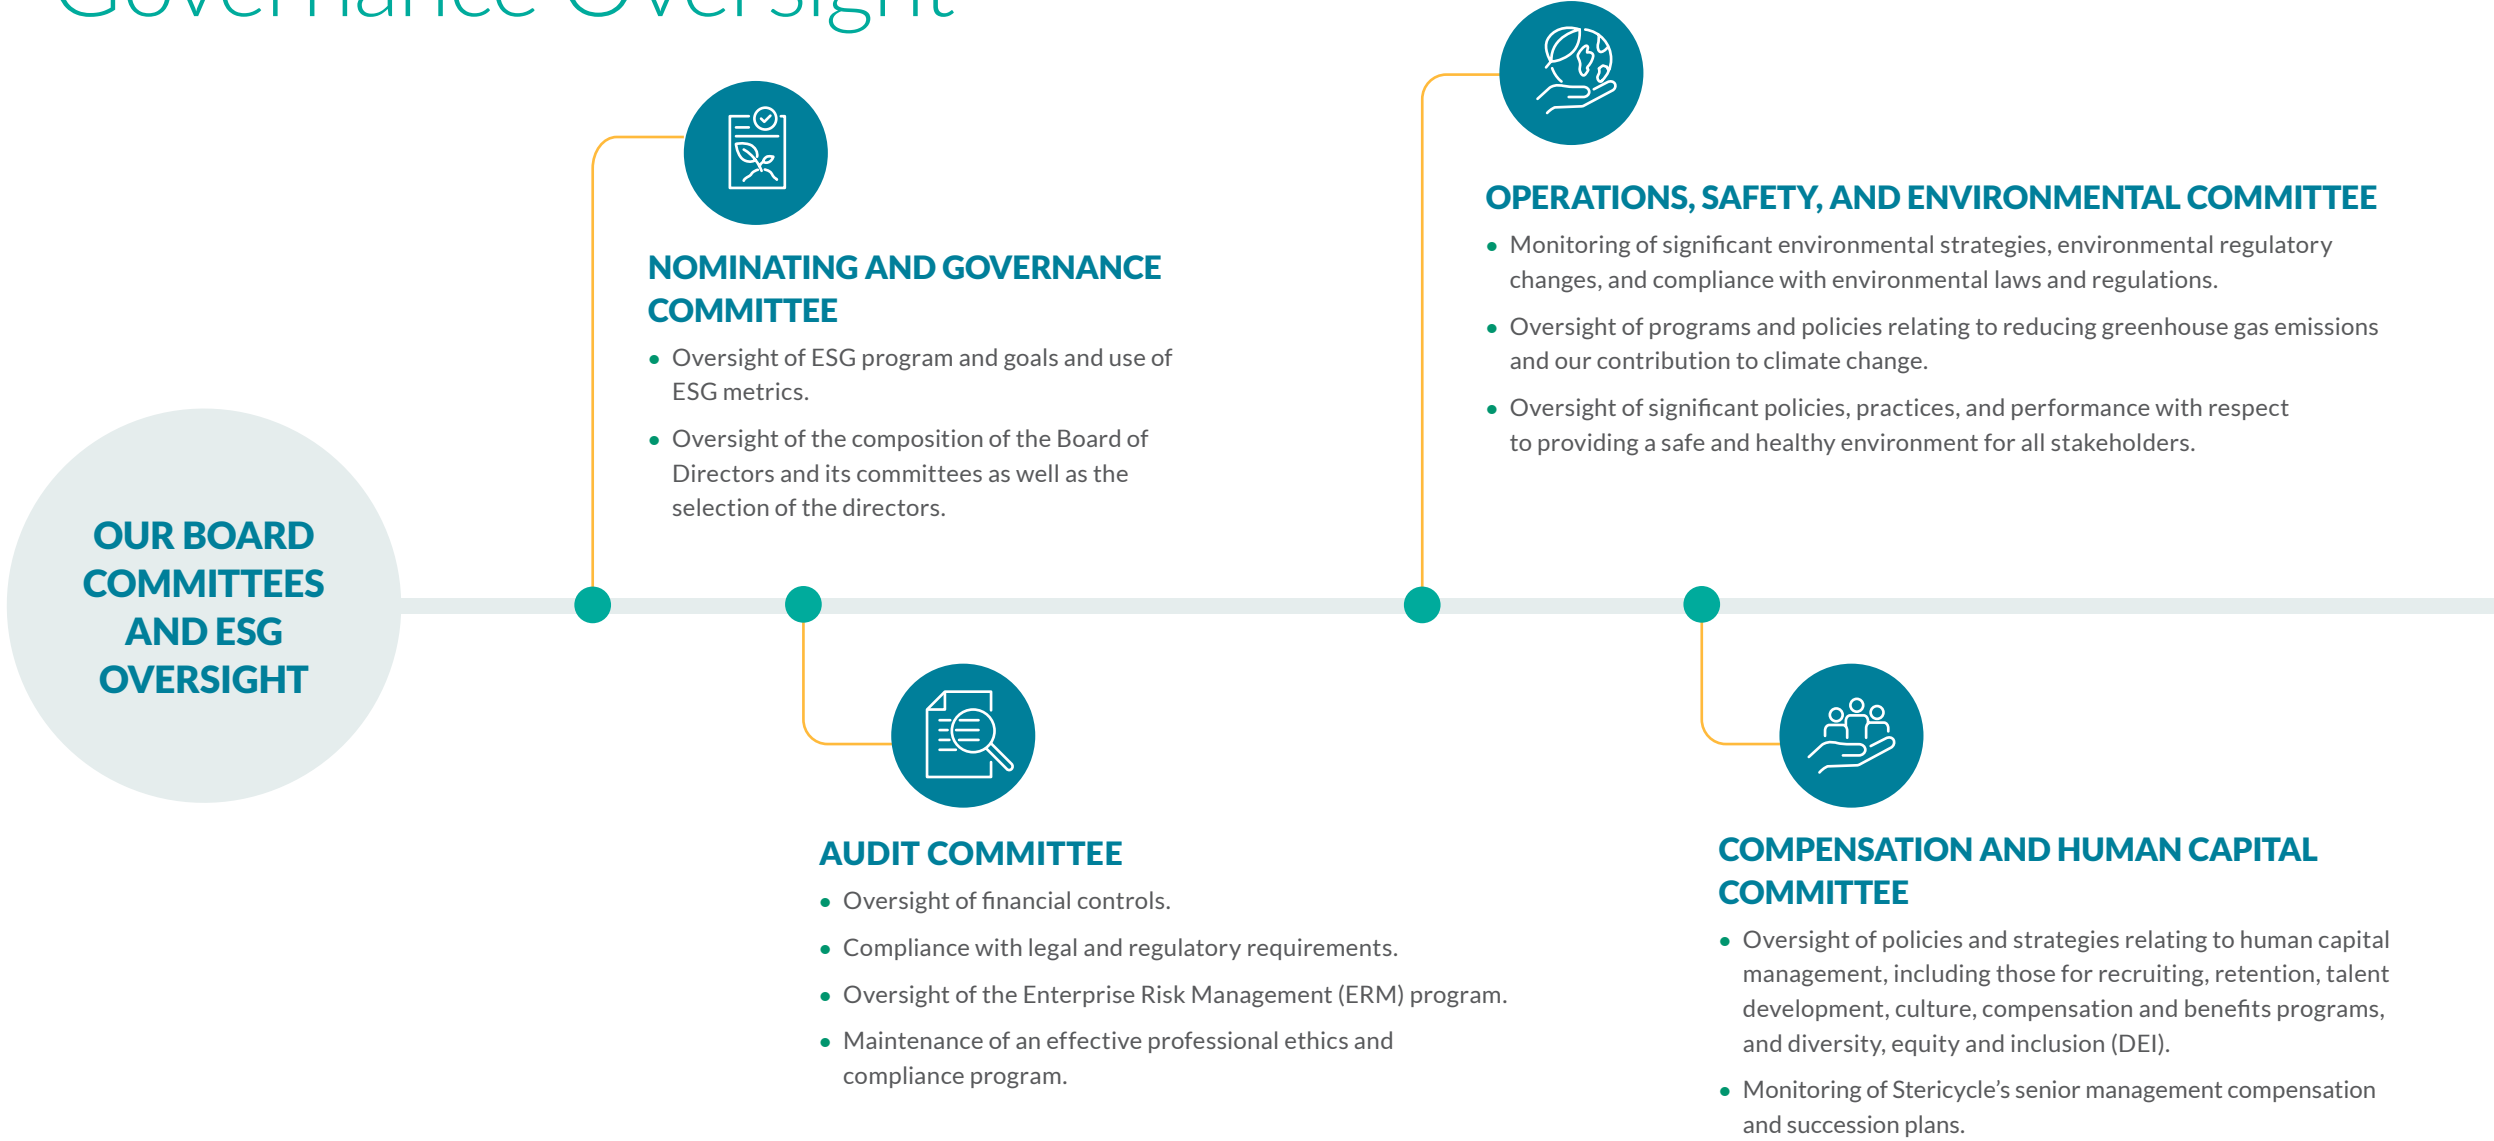 Governance Oversight
OUR BOARD
COMMITTEES
AND ESG
OVERSIGHT
NOMINATING AND GOVERNANCE
COMMITTEE
• Oversight of ESG program and goals and use of
ESG metrics.
• Oversight of the composition of the Board of
Directors and its committees as well as the
selection of the directors.
AUDIT COMMITTEE
• Oversight of financial controls.
• Compliance with legal and regulatory requirements.
• Oversight of the Enterprise Risk Management (ERM) program.
• Maintenance of an effective professional ethics and
compliance program.
OPERATIONS, SAFETY, AND ENVIRONMENTAL COMMITTEE
• Monitoring of significant environmental strategies, environmental regulatory
changes, and compliance with environmental laws and regulations.
• Oversight of programs and policies relating to reducing greenhouse gas emissions
and our contribution to climate change.
• Oversight of significant policies, practices, and performance with respect
to providing a safe and healthy environment for all stakeholders.
COMPENSATION AND HUMAN CAPITAL
COMMITTEE
• Oversight of policies and strategies relating to human capital
management, including those for recruiting, retention, talent
development, culture, compensation and benefits programs,
and diversity, equity and inclusion (DEI).
• Monitoring of Stericycle’s senior management compensation
and succession plans.